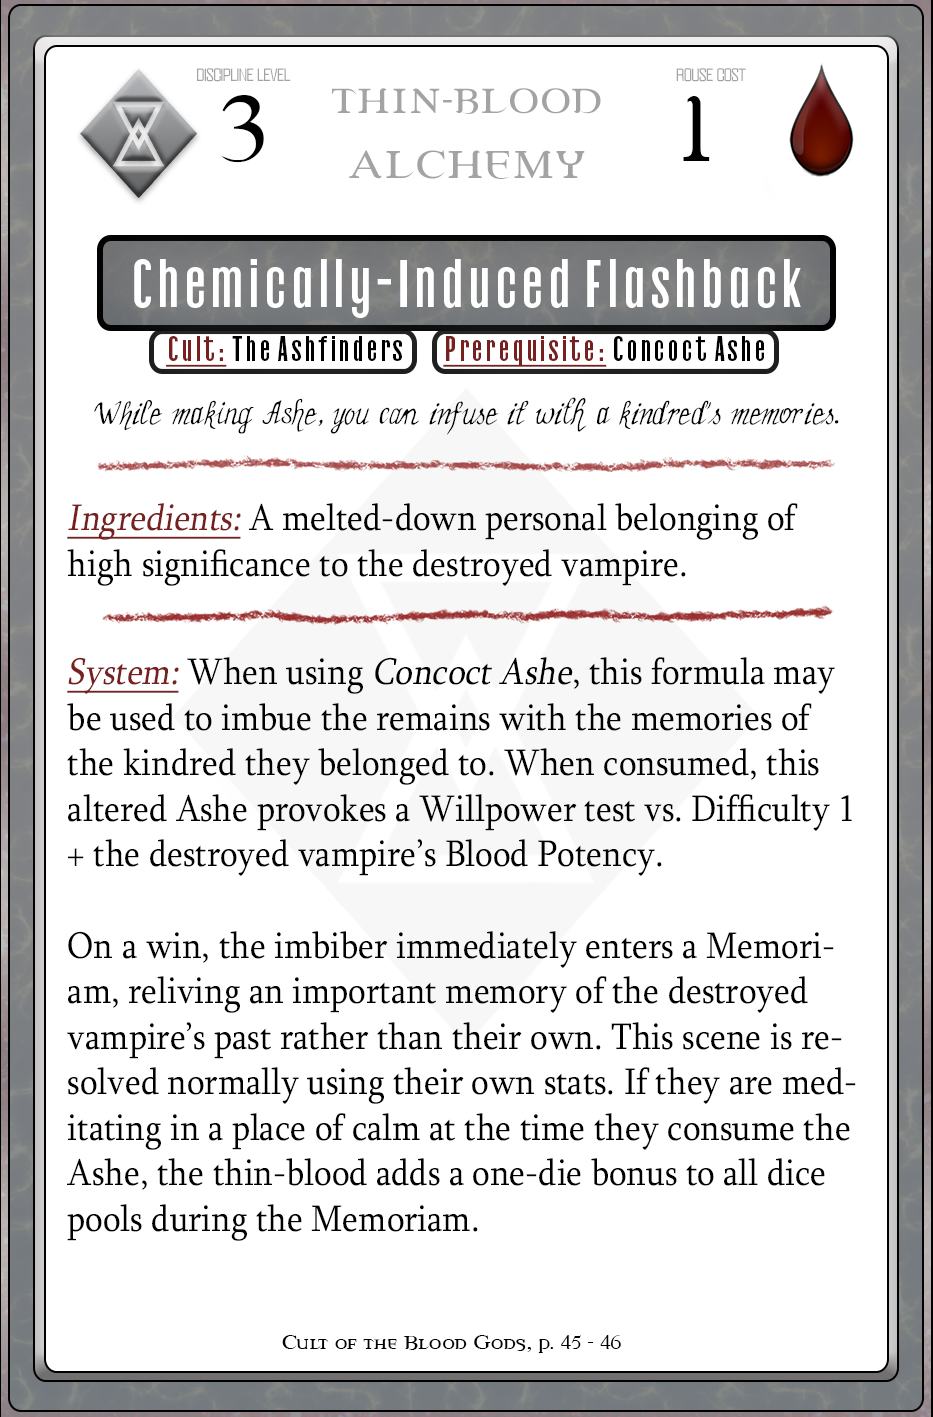 DISCIPLINE LEVEL
3
THIN-BLOOD
ALCHEMY
ROUSE COST
1
Chemically-Induced Flashback
Cult: The Ashfinders
Prerequisite: Concoct Ashe
While making Ashe, you can infuse it with a kindred's memories.
Ingredients: A melted-down personal belonging of
high significance to the destroyed vampire.
System: When using Concoct Ashe, this formula may
be used to imbue the remains with the memories of
the kindred they belonged to. When consumed, this
altered Ashe provokes a Willpower test vs. Difficulty 1
+ the destroyed vampire’s Blood Potency.
On a win, the imbiber immediately enters a Memori-
am, reliving an important memory of the destroyed
vampire’s past rather than their own. This scene is re-
solved normally using their own stats. If they are med-
itating in a place of calm at the time they consume the
Ashe, the thin-blood adds a one-die bonus to all dice
pools during the Memoriam.
Cult of the Blood Gods, p. 45 - 46